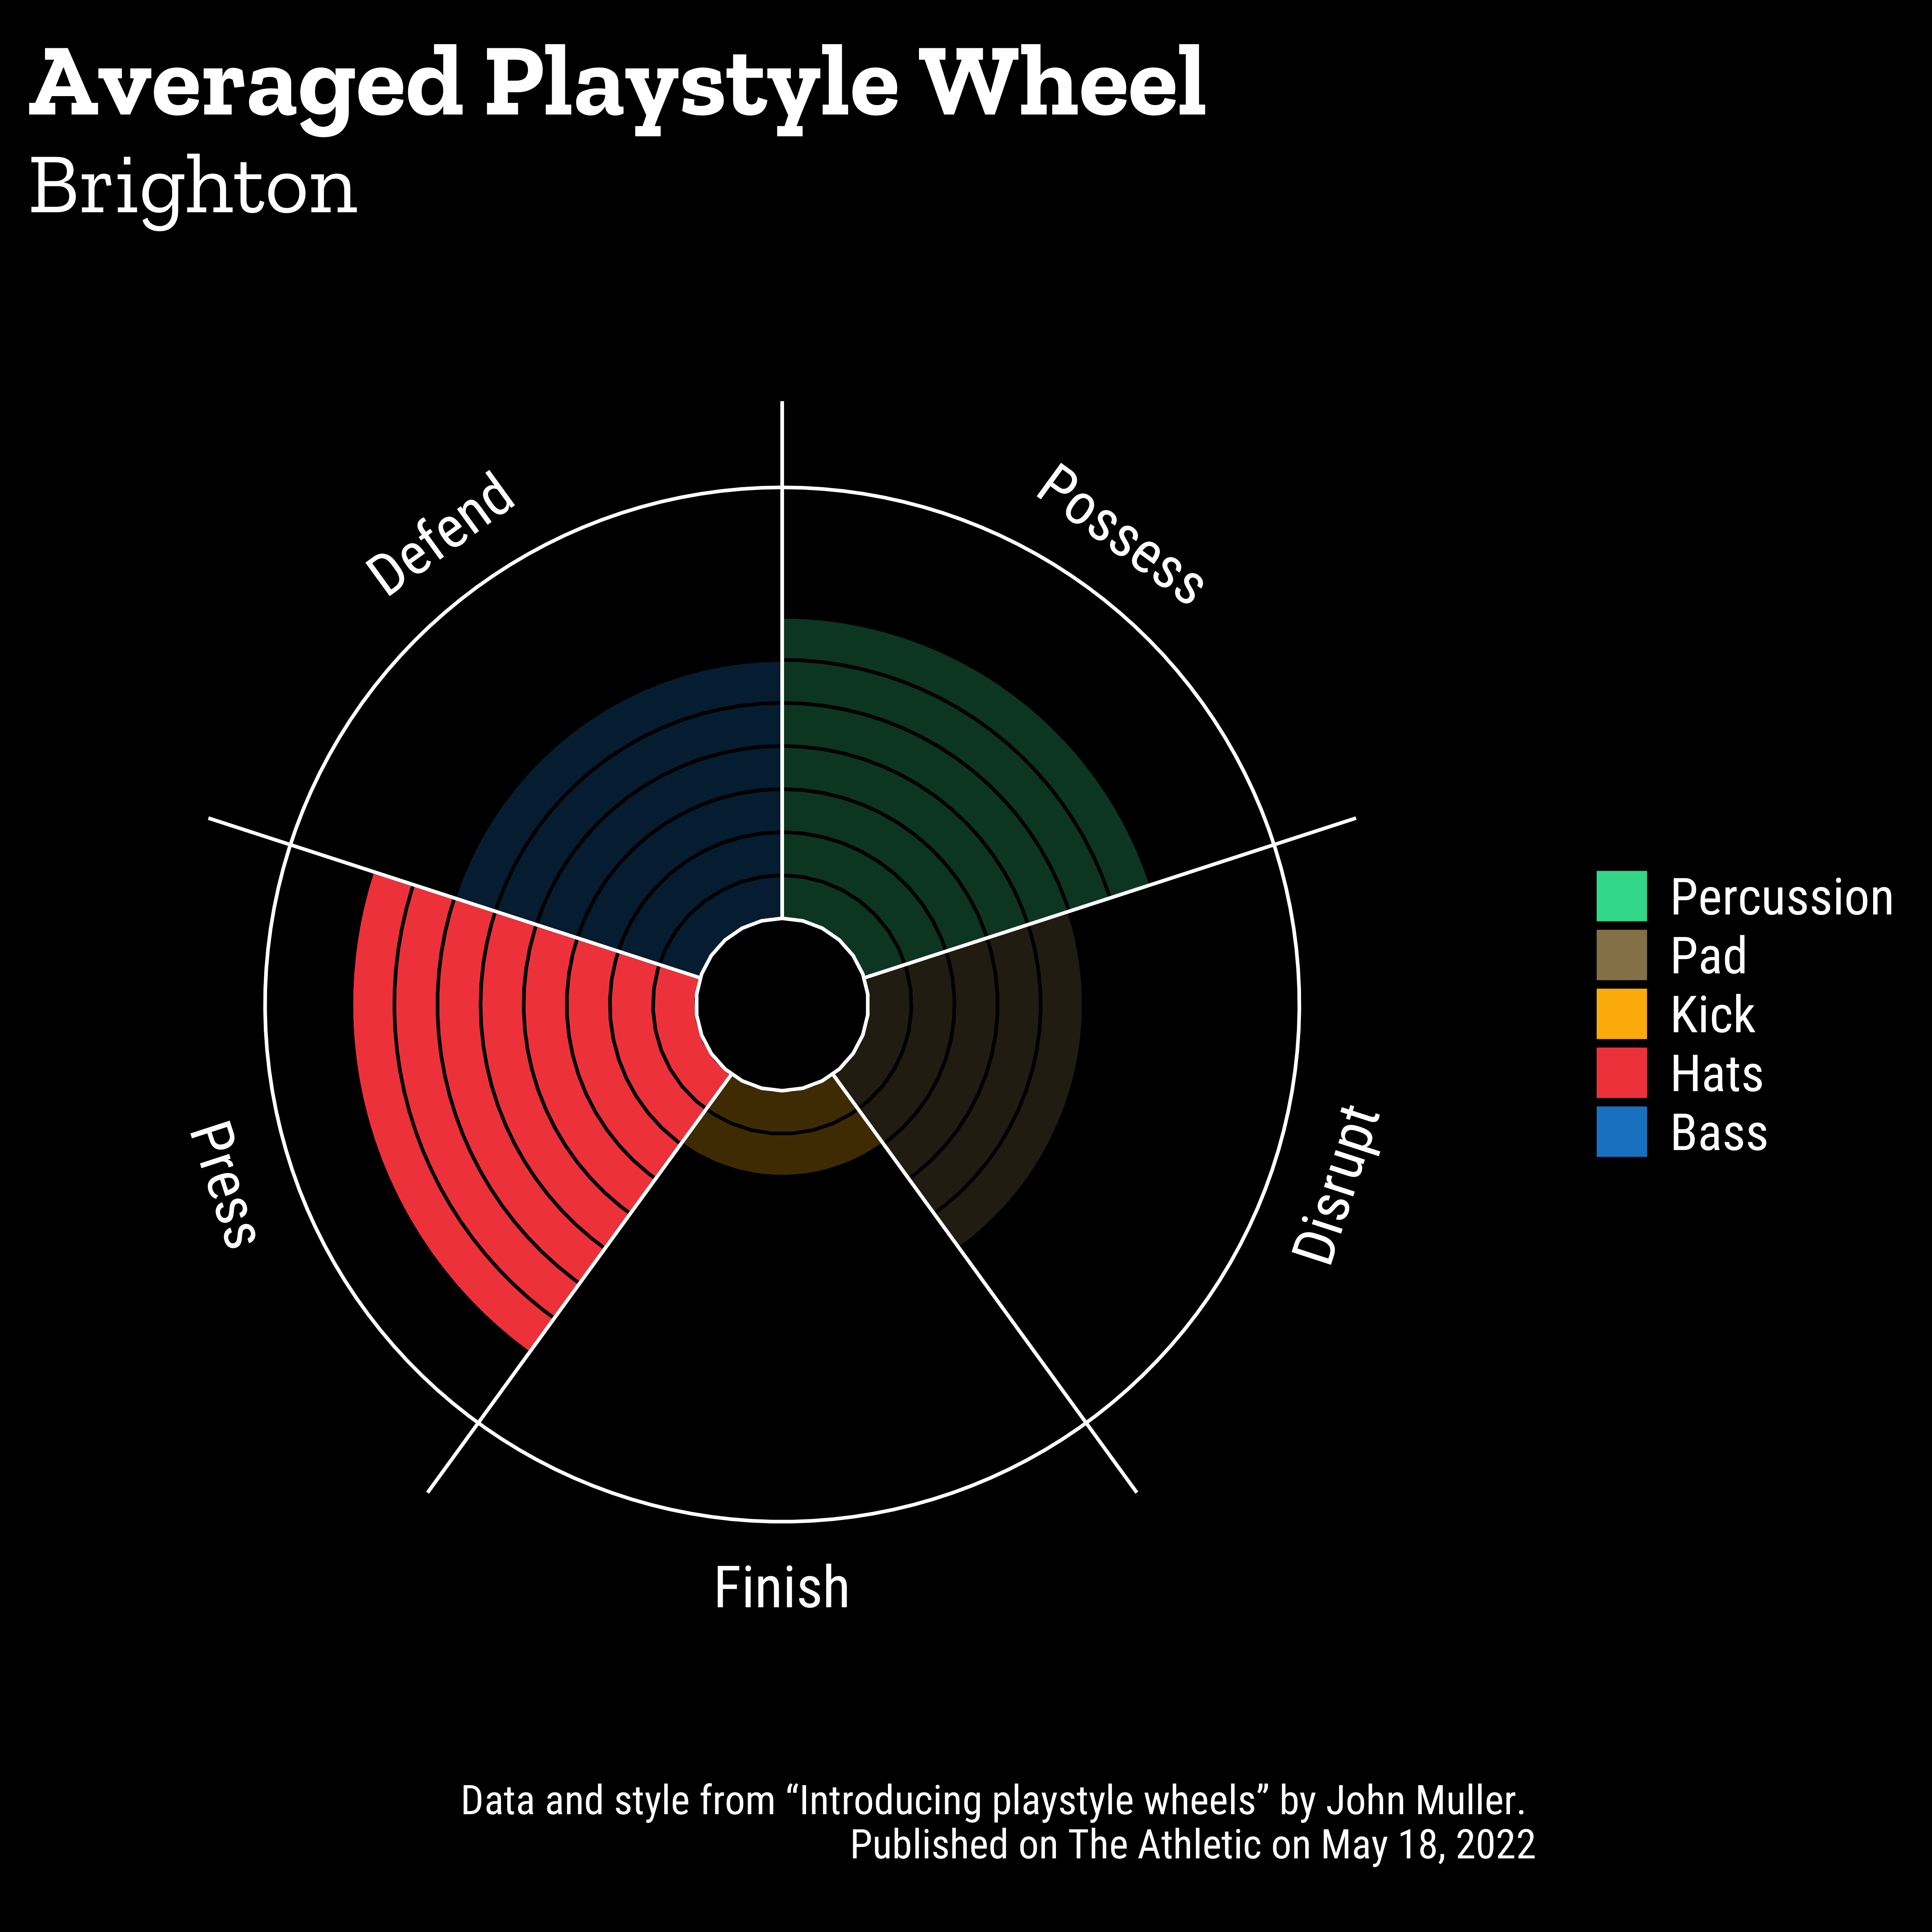 Averaged Playstyle Wheel
Brighton
Defend
Possess
Press
Disrupt
Finish
Percussion
Pad
Kick
Hats
Bass
Data and style from “Introducing playstyle wheels” by John Muller.
Published on The Athletic on May 18, 2022